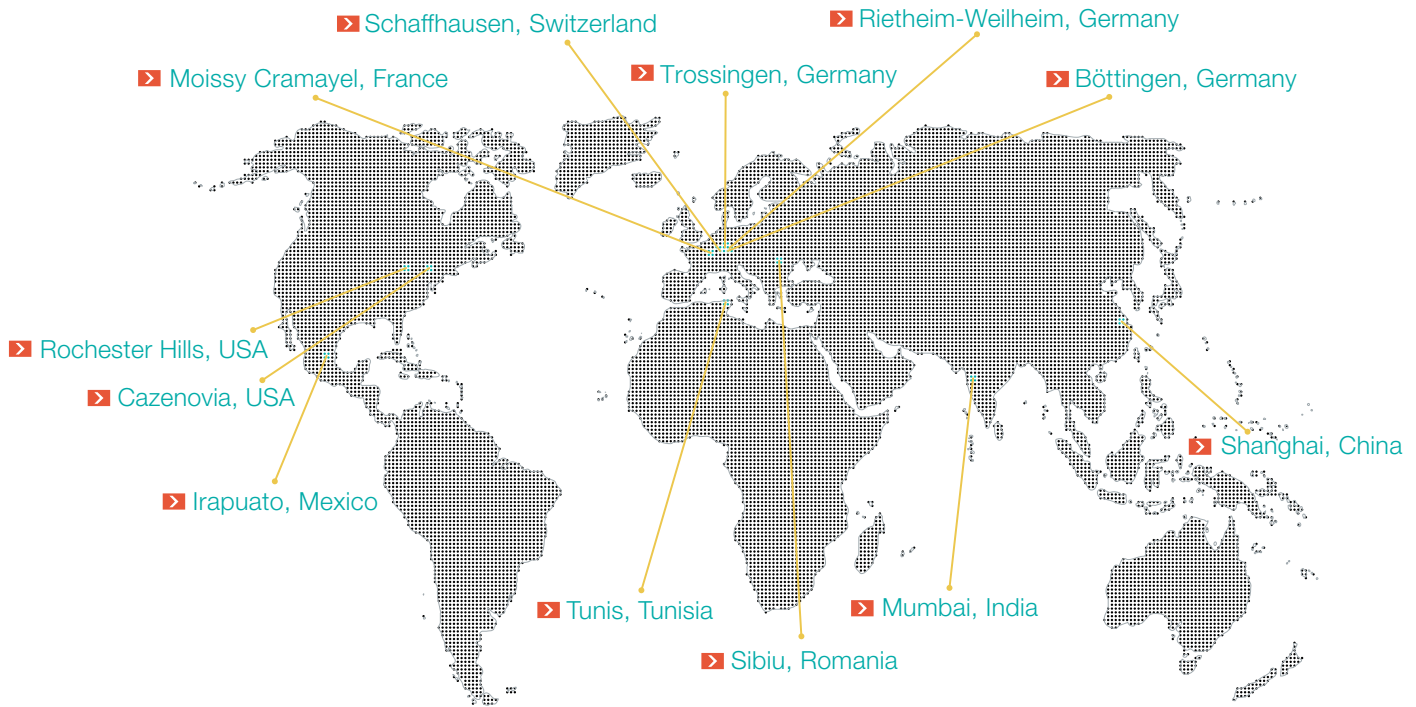 Schaffhausen, Switzerland
Rietheim-Weilheim, Germany
Moissy Cramayel, France
Trossingen, Germany
Böttingen, Germany
Rochester Hills, USA
Cazenovia, USA
Shanghai, China
Irapuato, Mexico
Tunis, Tunisia
Mumbai, India
Sibiu, Romania